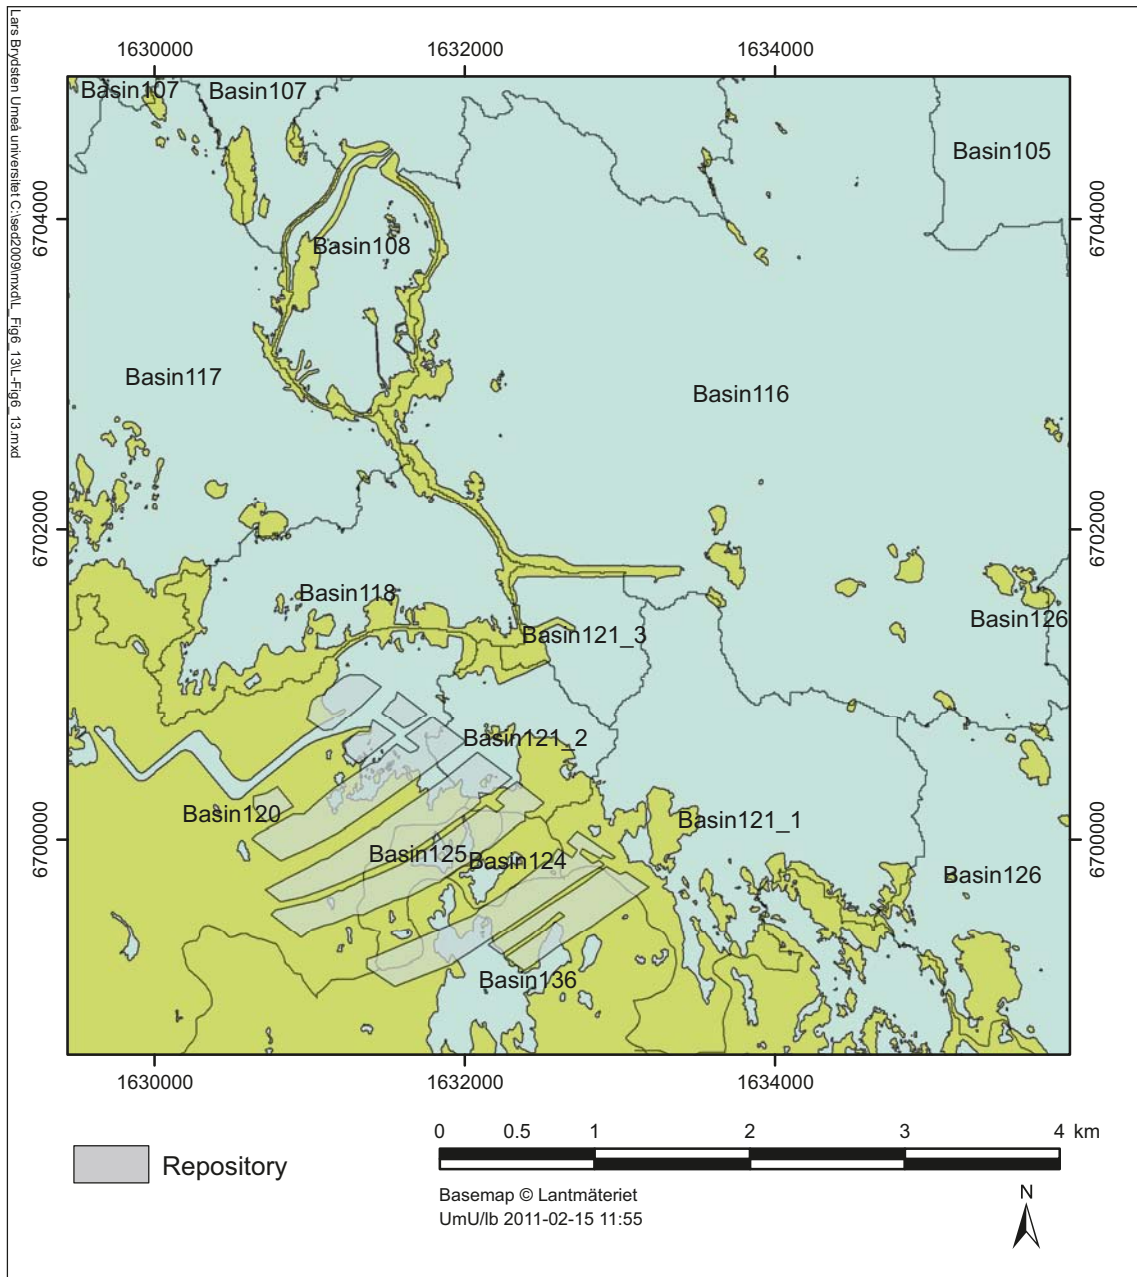 Lars Brydsten Umeå universitet C:\sed2009\mxd\L_Fig6_13\L-Fig6_13.mxd
1630000 1632000 1634000
Basin107 Basin107
Basin105
6704000 6704000
Basin108
Basin117
Basin116
6702000 6702000
Basin118
Basin126
Basin121_3
Basin121_2
Basin120
Basin121_1
6700000 6700000
Basin125 Basin124
Basin126
Basin136
1630000 1632000 1634000
0 0.5 1 2 3 4 km
Repository
Basemap © Lantmäteriet
UmU/lb 2011-02-15 11:55
N